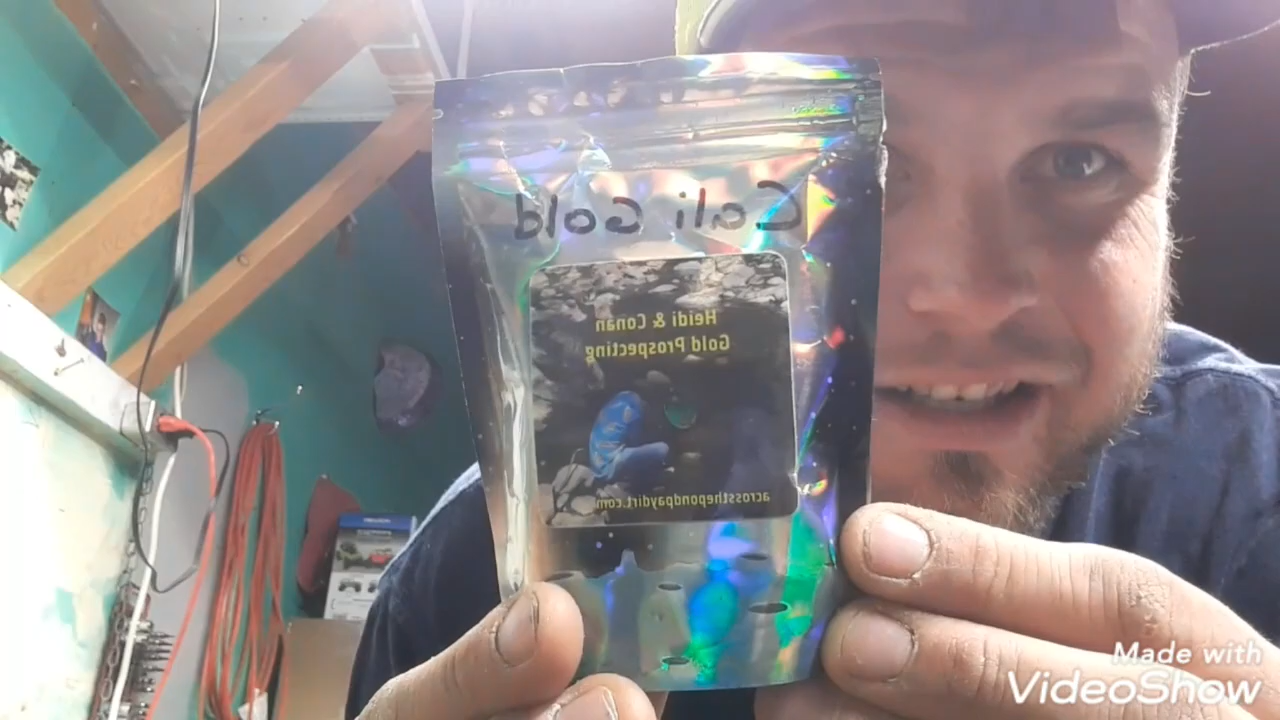 Cali Gold
Heidi & Conan
Gold Prospecting
acrossthepondpaydirt.com
Made with
VideoShow